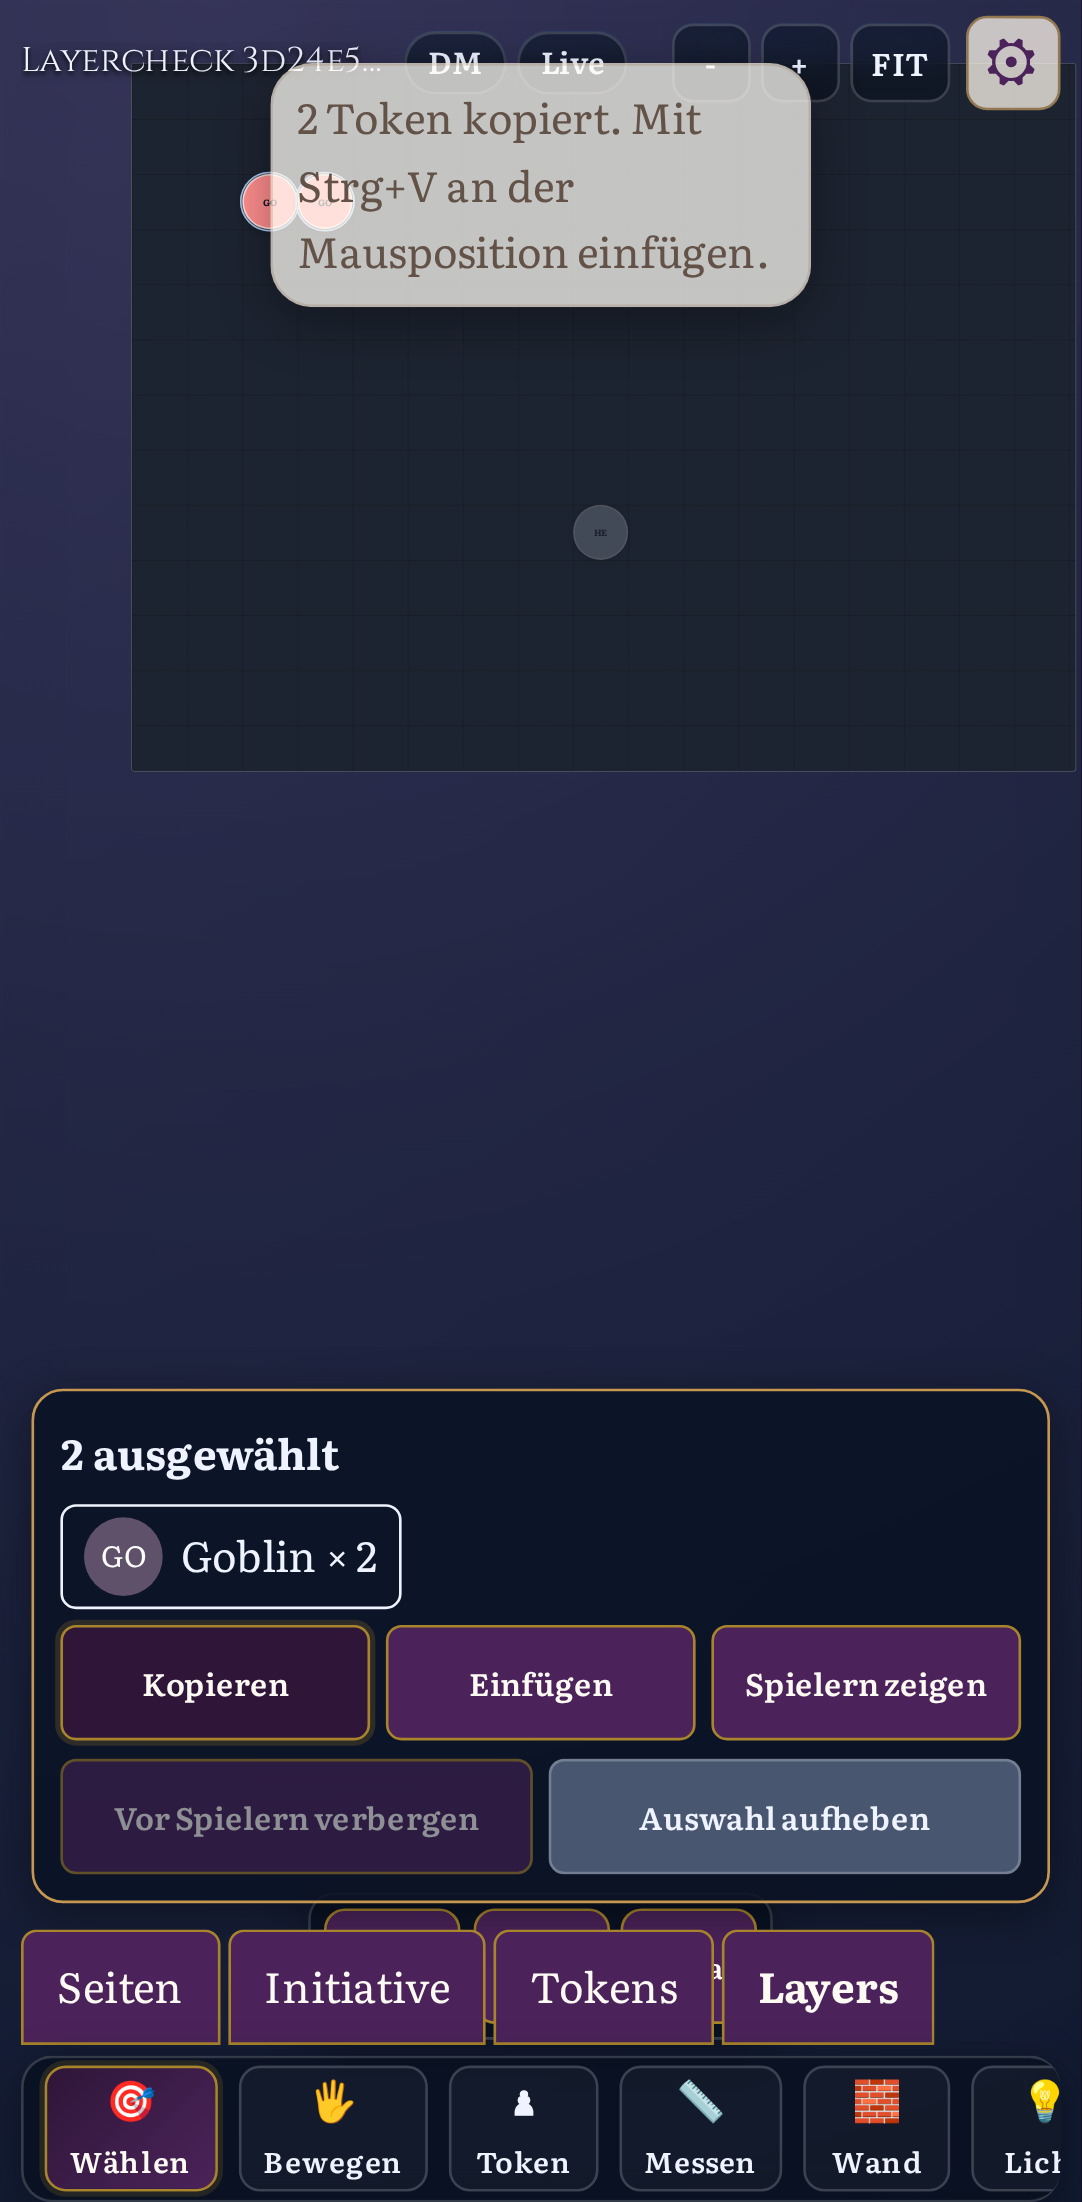 LAYERCHECK 3D24E5...
DM
Live
-
+
FIT
2 Token kopiert. Mit
Strg+V an der
Mausposition einfügen.
GO
GO
HE
2 ausgewählt
GO Goblin × 2
Kopieren
Einfügen
Spielern zeigen
Vor Spielern verbergen
Auswahl aufheben
Seiten
Initiative
Tokens
Layers
Wählen
Bewegen
Token
Messen
Wand